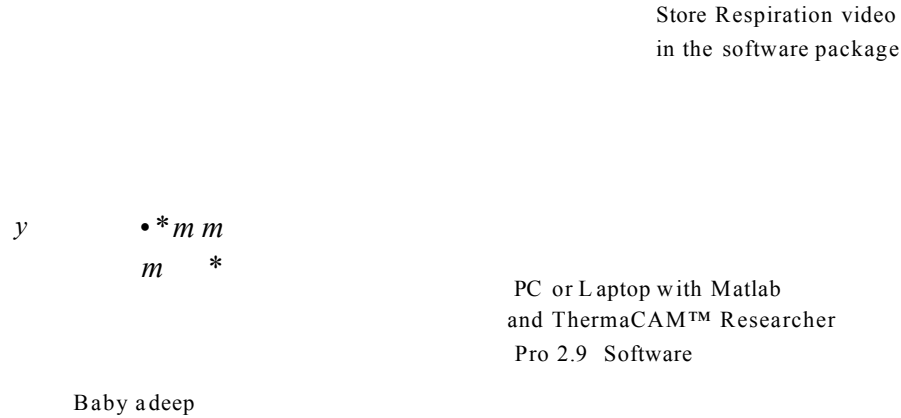 Store Respiration video
in the software package
y •*m m
m *
PC or Laptop with Matlab
and ThermaCAM™ Researcher
Pro 2.9 Software
Baby adeep